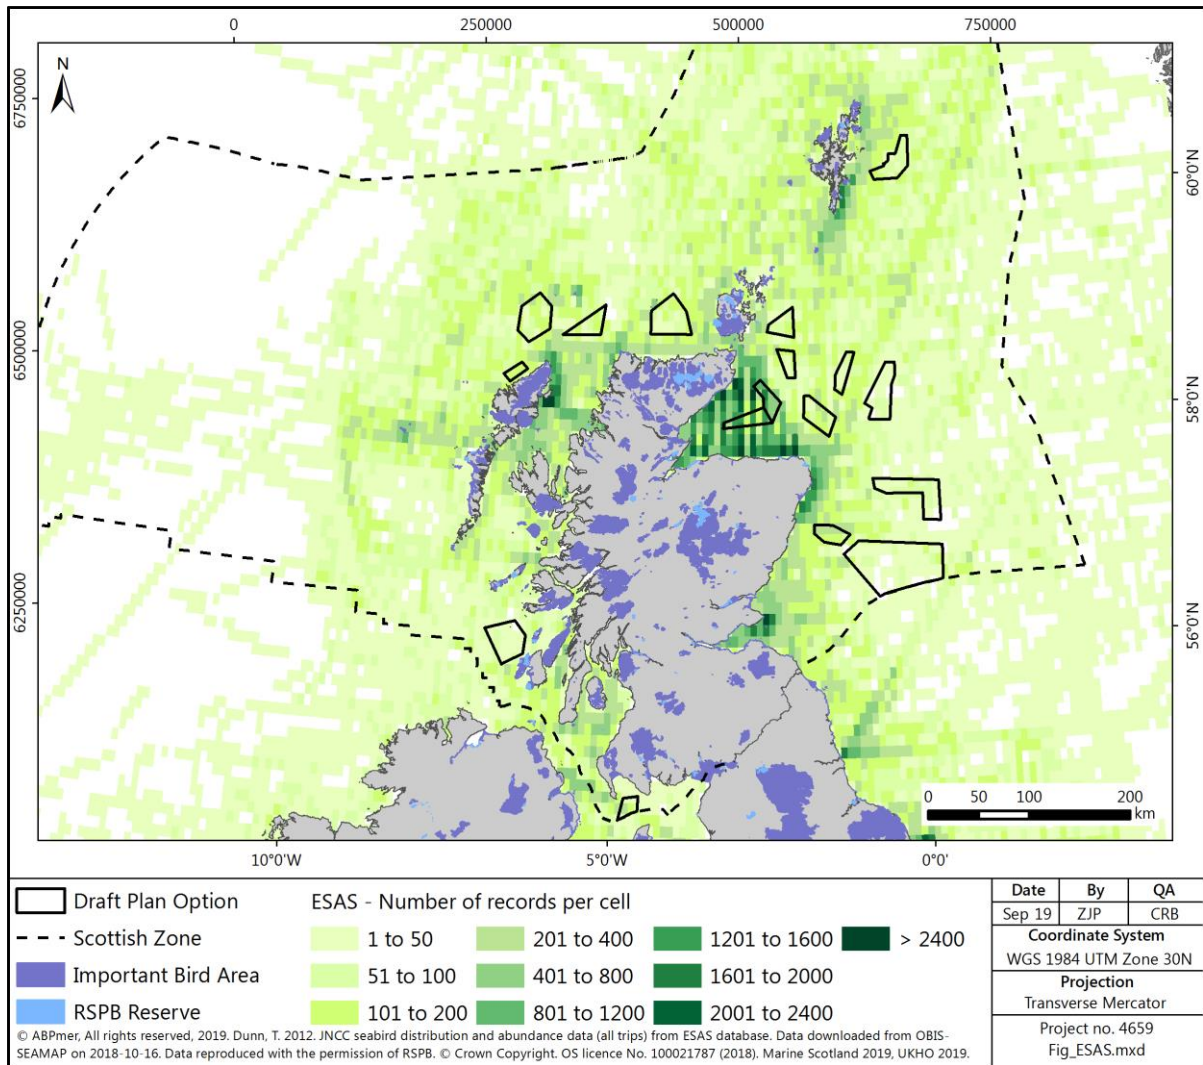 0 250000 500000 750000
N
6750000
6500000
6250000
60°0'N
58°0'N
56°0'N
0 50 100 200
km
10°0'W 5°0'W 0°0'
Draft Plan Option
Scottish Zone
Important Bird Area
RSPB Reserve
ESAS - Number of records per cell
1 to 50 201 to 400 1201 to 1600 > 2400
51 to 100 401 to 800 1601 to 2000
101 to 200 801 to 1200 2001 to 2400
© ABPmer, All rights reserved, 2019. Dunn, T. 2012. JNCC seabird distribution and abundance data (all trips) from ESAS database. Data downloaded from OBIS-
SEAMAP on 2018-10-16. Data reproduced with the permission of RSPB. © Crown Copyright. OS licence No. 100021787 (2018). Marine Scotland 2019, UKHO 2019.
Date By QA
Sep 19 ZJP CRB
Coordinate System
WGS 1984 UTM Zone 30N
Projection
Transverse Mercator
Project no. 4659
Fig_ESAS.mxd